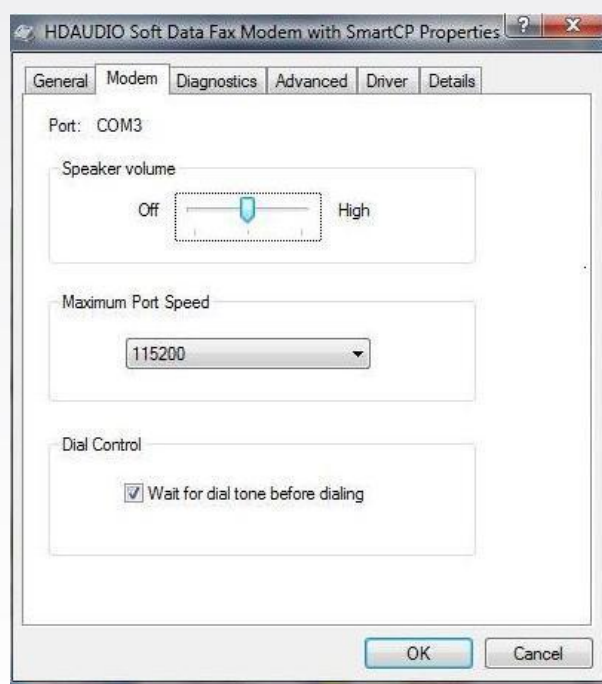 HDAUDIO Soft Data Fax Modem with SmartCP Properties ? X
General Modem Diagnostics Advanced Driver Details
Port: COM3
Speaker volume
Off High
Maximum Port Speed
115200
Dial Control
Wait for dial tone before dialing
OK Cancel